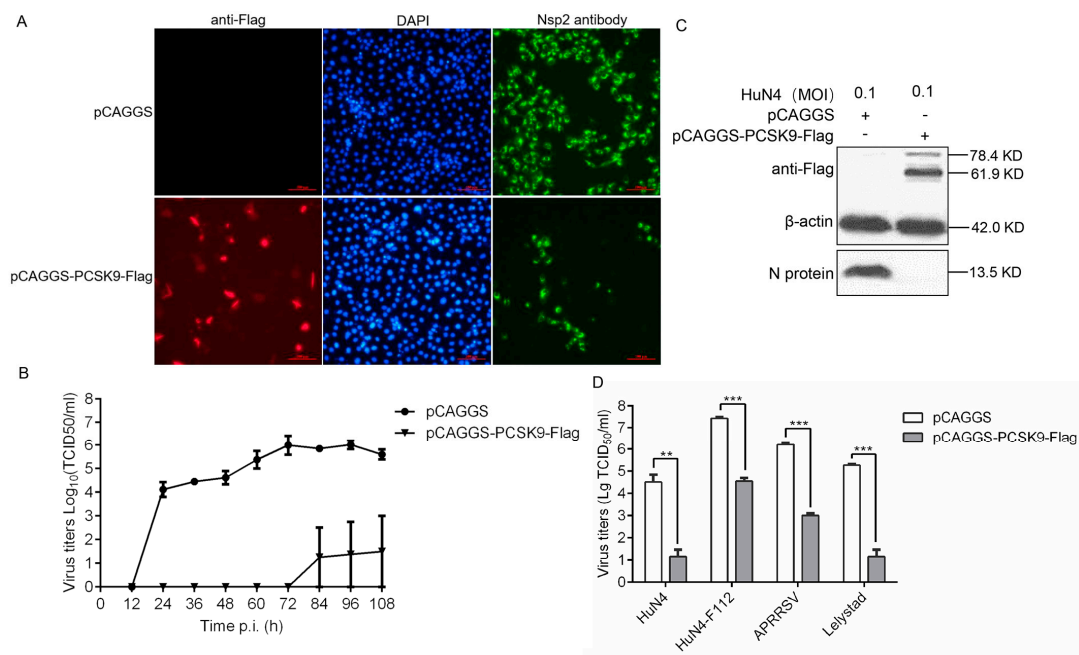 A
anti-Flag
DAPI
Nsp2 antibody
pCAGGS
pCAGGS-PCSK9-Flag
C
HuN4 (MOI) 0.1 0.1
pCAGGS + -
pCAGGS-PCSK9-Flag - +
anti-Flag
78.4 KD
61.9 KD
β-actin
42.0 KD
N protein
13.5 KD
B
Virus titers Log10(TCID50/ml)
8
7
6
5
4
3
2
1
0
0 12 24 36 48 60 72 84 96 108
Time p.i. (h)
pCAGGS
pCAGGS-PCSK9-Flag
D
Virus titers (Lg TCID50/ml)
8
7
6
5
4
3
2
1
0
**
***
***
***
HuN4
HuN4-F112
APRRSV
Lelystad
pCAGGS
pCAGGS-PCSK9-Flag